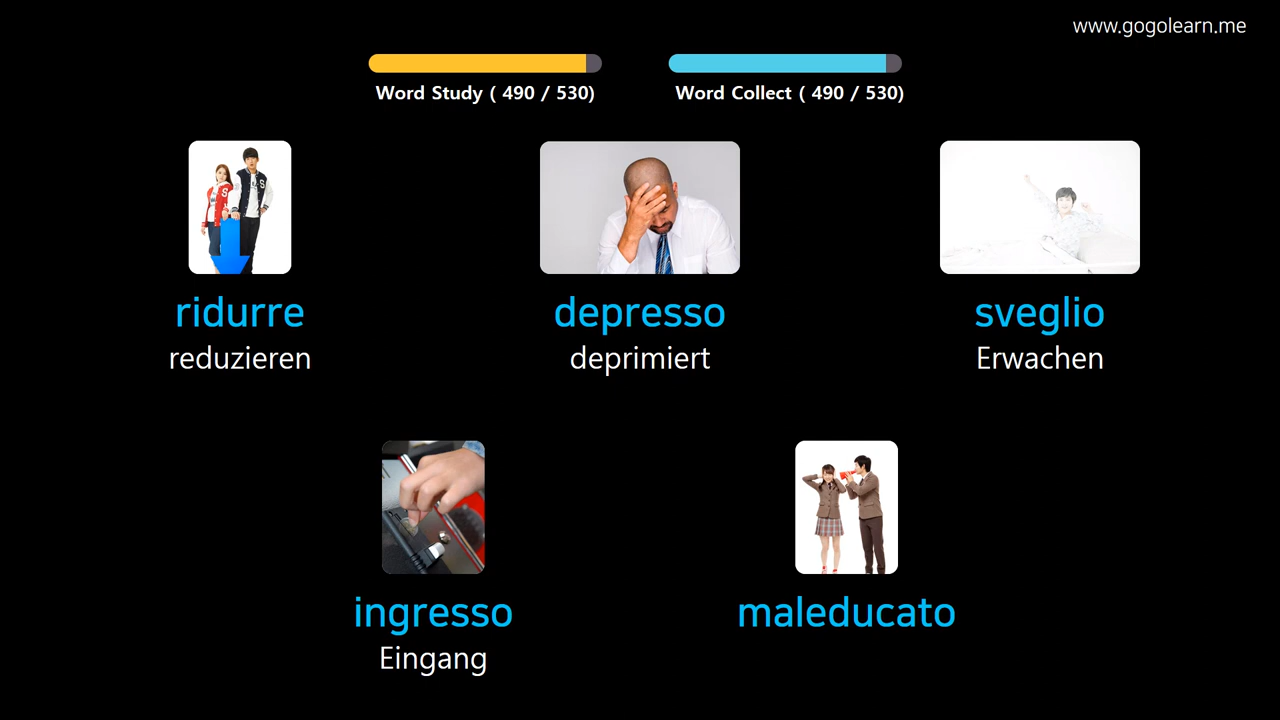 www.gogolearn.me
Word Study ( 490 / 530)
Word Collect ( 490 / 530)
ridurre
reduzieren
depresso
deprimiert
sveglio
Erwachen
ingresso
Eingang
maleducato